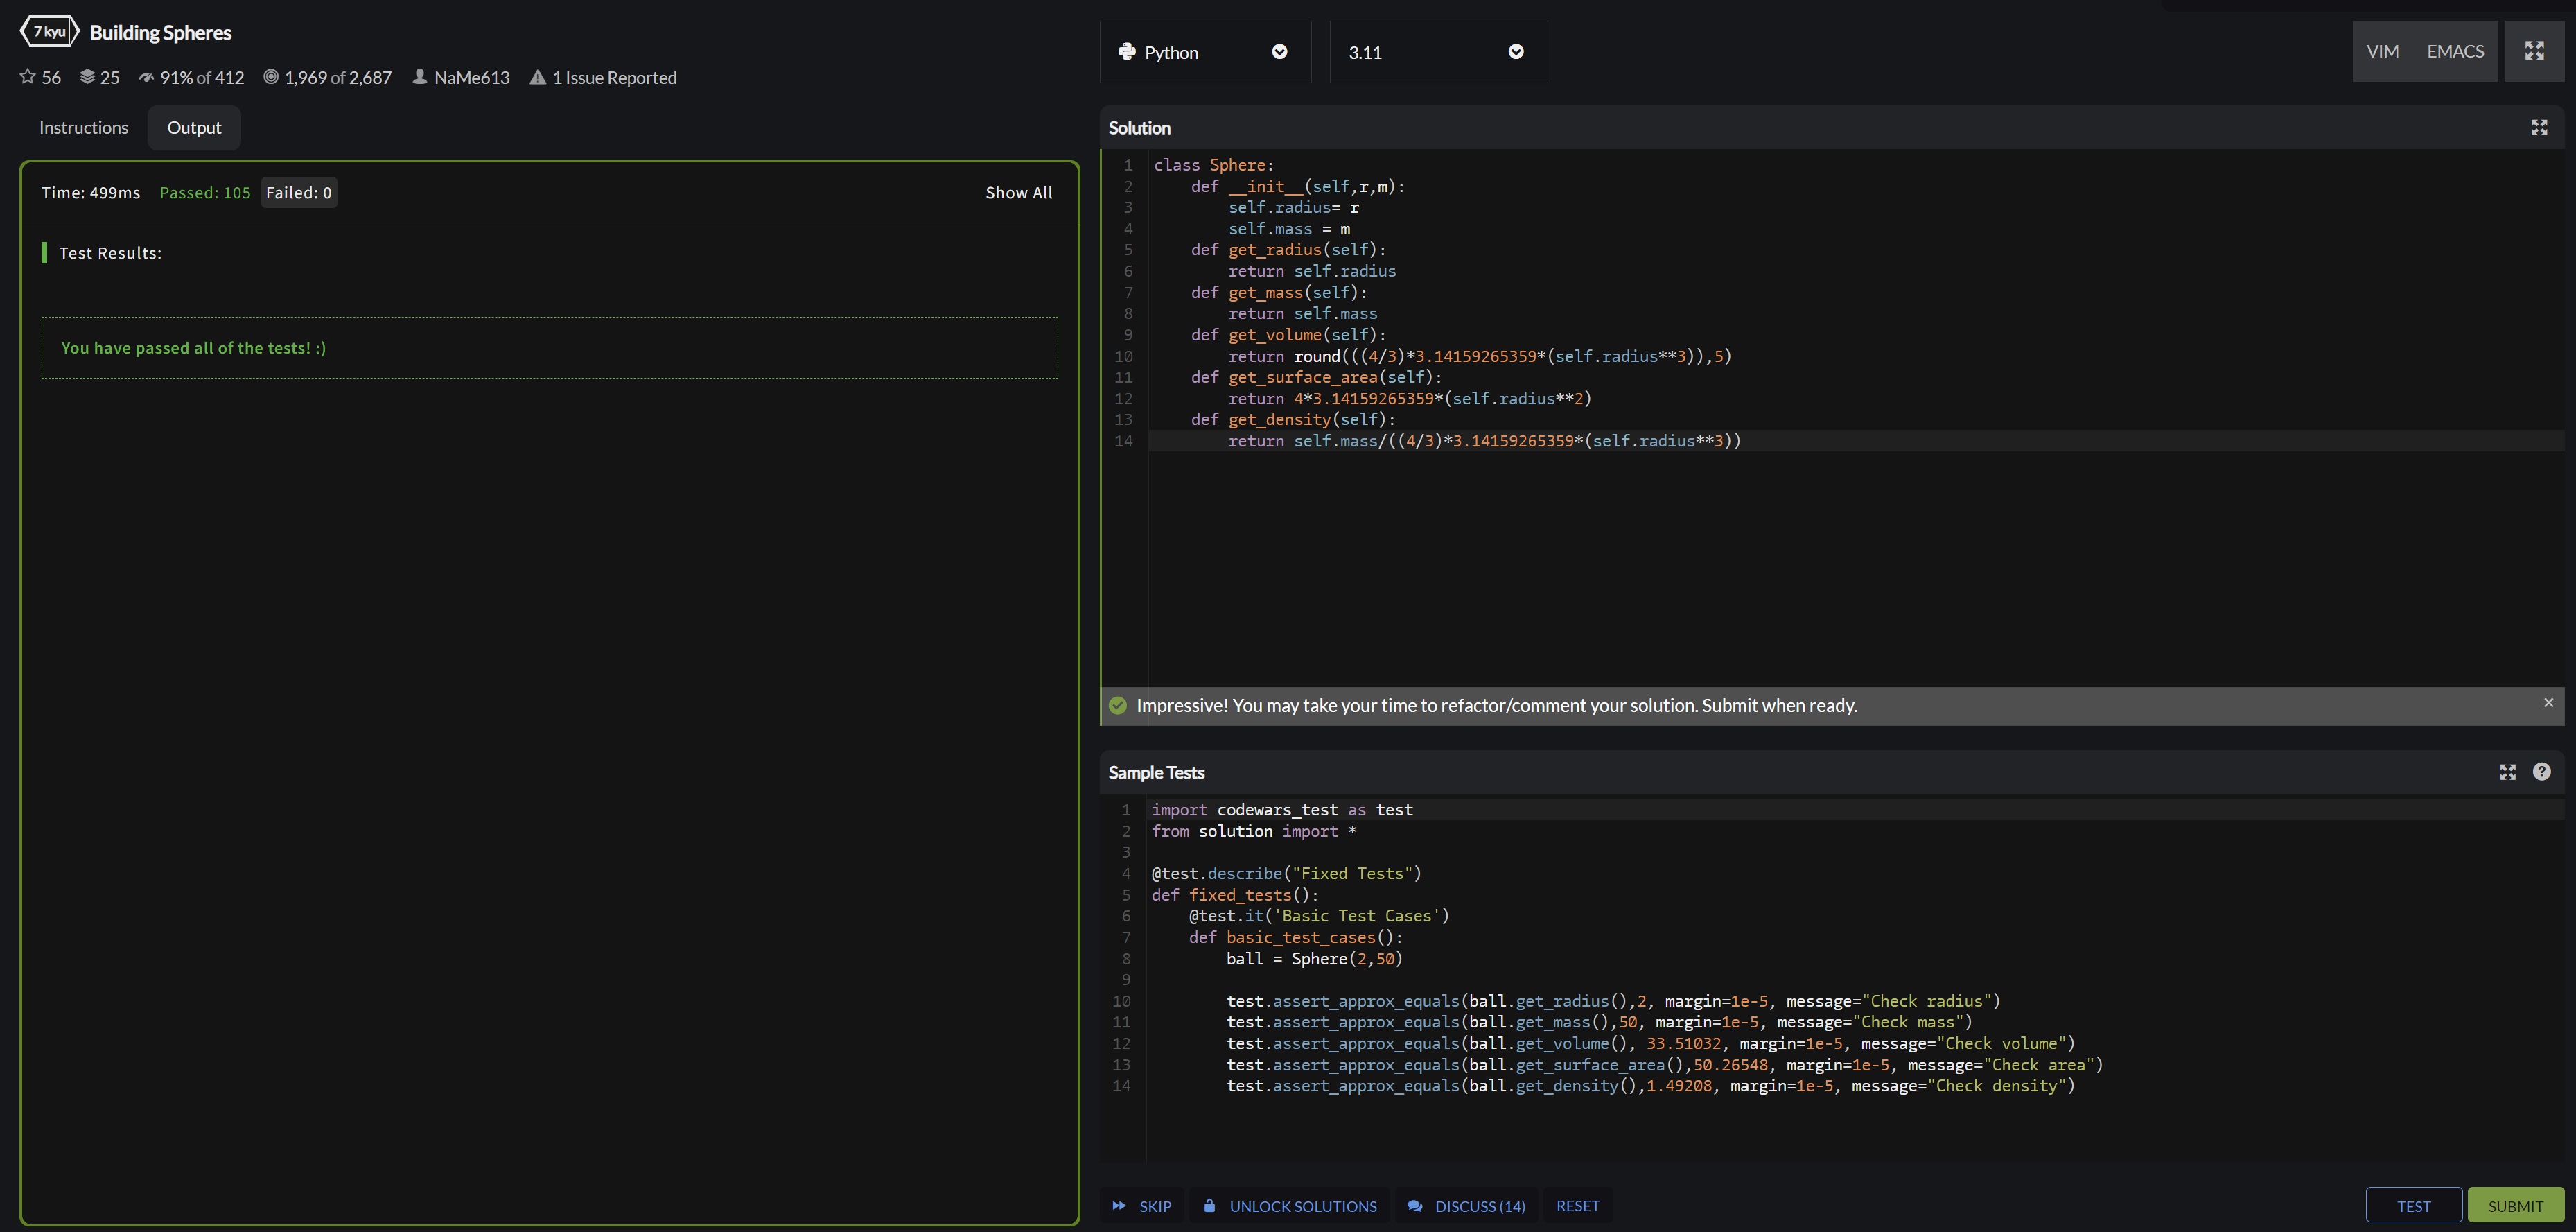 7 kyu Building Spheres
56 25 91% of 412 1,969 of 2,687 NaMe613 1 Issue Reported
Instructions Output
Time: 499ms Passed: 105 Failed: 0 Show All
Test Results:
You have passed all of the tests! :)
Python 3.11 VIM EMACS
Solution
1 class Sphere:
2     def __init__(self,r,m):
3         self.radius= r
4         self.mass = m
5     def get_radius(self):
6         return self.radius
7     def get_mass(self):
8         return self.mass
9     def get_volume(self):
10         return round(((4/3)*3.14159265359*(self.radius**3)),5)
11     def get_surface_area(self):
12         return 4*3.14159265359*(self.radius**2)
13     def get_density(self):
14         return self.mass/((4/3)*3.14159265359*(self.radius**3))
Impressive! You may take your time to refactor/comment your solution. Submit when ready. ×
Sample Tests ?
1 import codewars_test as test
2 from solution import *
3
4 @test.describe("Fixed Tests")
5 def fixed_tests():
6     @test.it('Basic Test Cases')
7     def basic_test_cases():
8         ball = Sphere(2,50)
9
10         test.assert_approx_equals(ball.get_radius(),2, margin=1e-5, message="Check radius")
11         test.assert_approx_equals(ball.get_mass(),50, margin=1e-5, message="Check mass")
12         test.assert_approx_equals(ball.get_volume(), 33.51032, margin=1e-5, message="Check volume")
13         test.assert_approx_equals(ball.get_surface_area(),50.26548, margin=1e-5, message="Check area")
14         test.assert_approx_equals(ball.get_density(),1.49208, margin=1e-5, message="Check density")
SKIP UNLOCK SOLUTIONS DISCUSS (14) RESET TEST SUBMIT